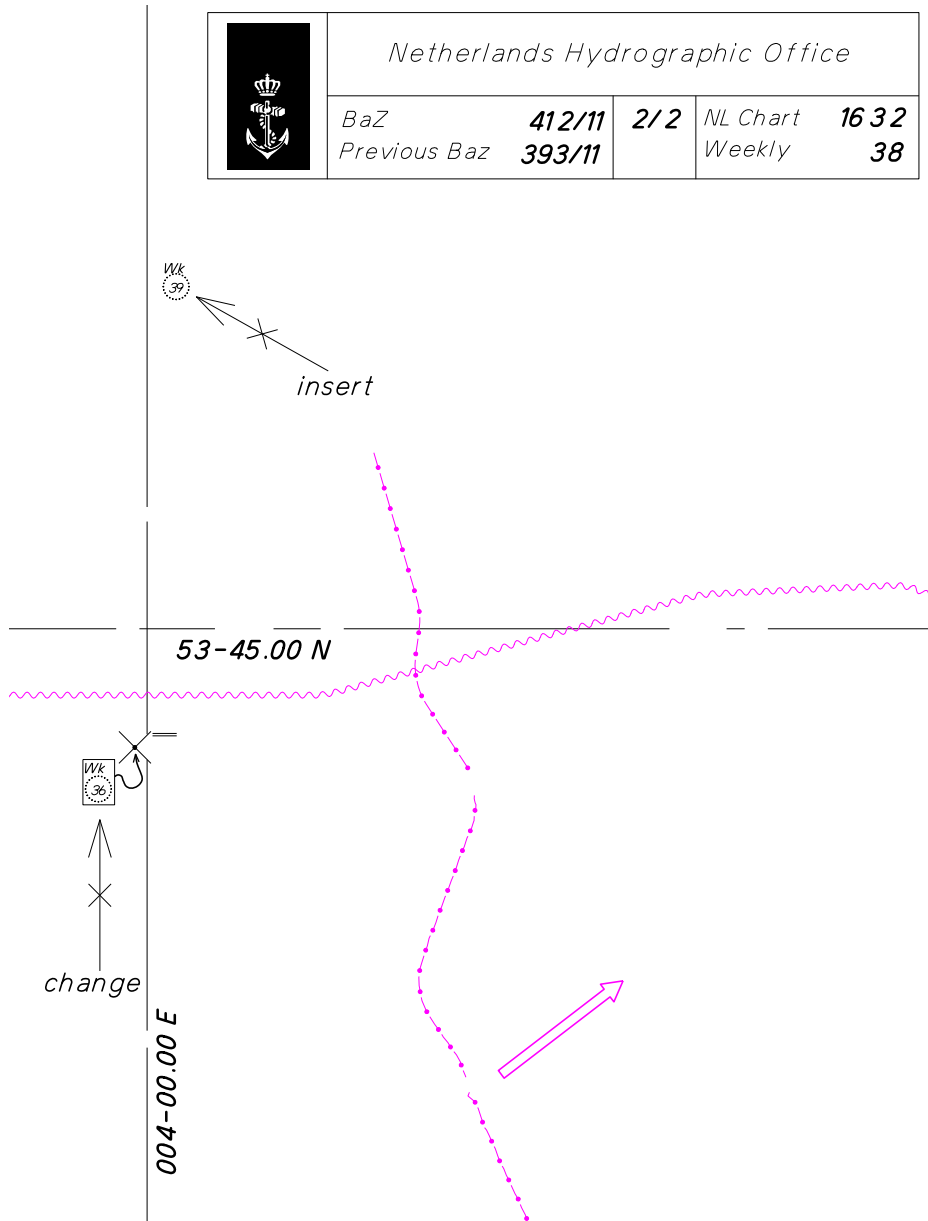 Netherlands Hydrographic Office
BaZ 412/11 2/2 NL Chart 1632
Previous Baz 393/11 Weekly 38
Wk
39
insert
53-45.00 N
Wk
36
change
004-00.00 E